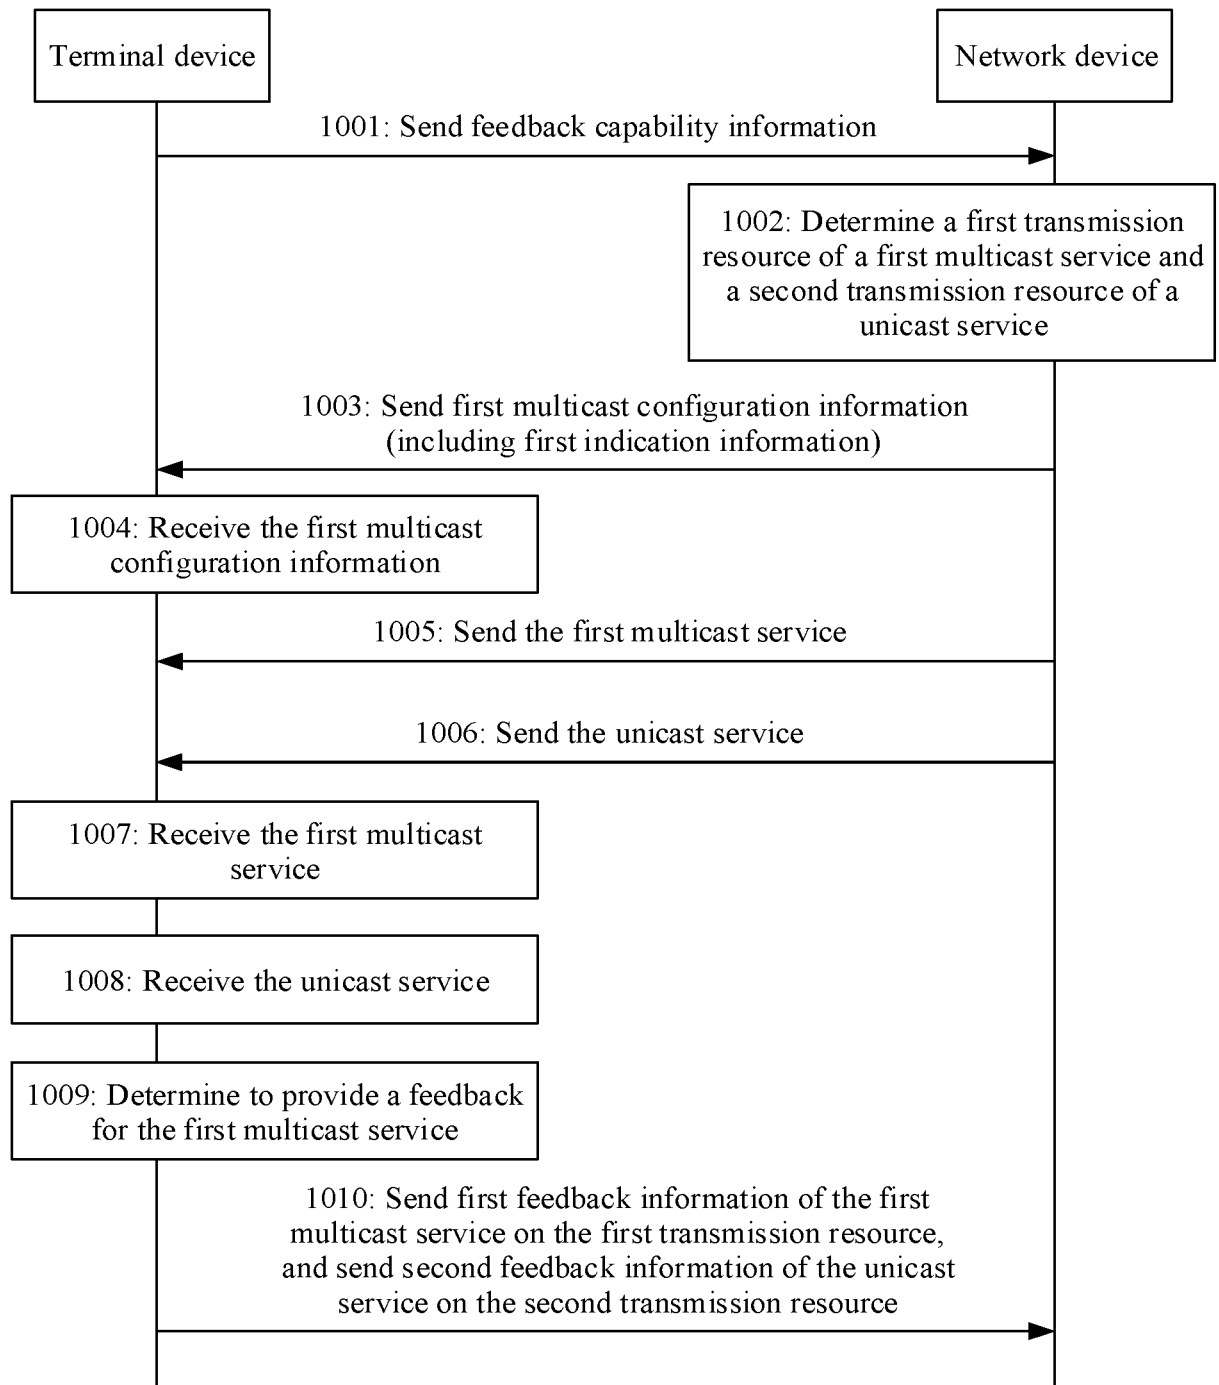 Terminal device
Network device
1001: Send feedback capability information
1002: Determine a first transmission
resource of a first multicast service and
a second transmission resource of a
unicast service
1003: Send first multicast configuration information
(including first indication information)
1004: Receive the first multicast
configuration information
1005: Send the first multicast service
1006: Send the unicast service
1007: Receive the first multicast
service
1008: Receive the unicast service
1009: Determine to provide a feedback
for the first multicast service
1010: Send first feedback information of the first
multicast service on the first transmission resource,
and send second feedback information of the unicast
service on the second transmission resource